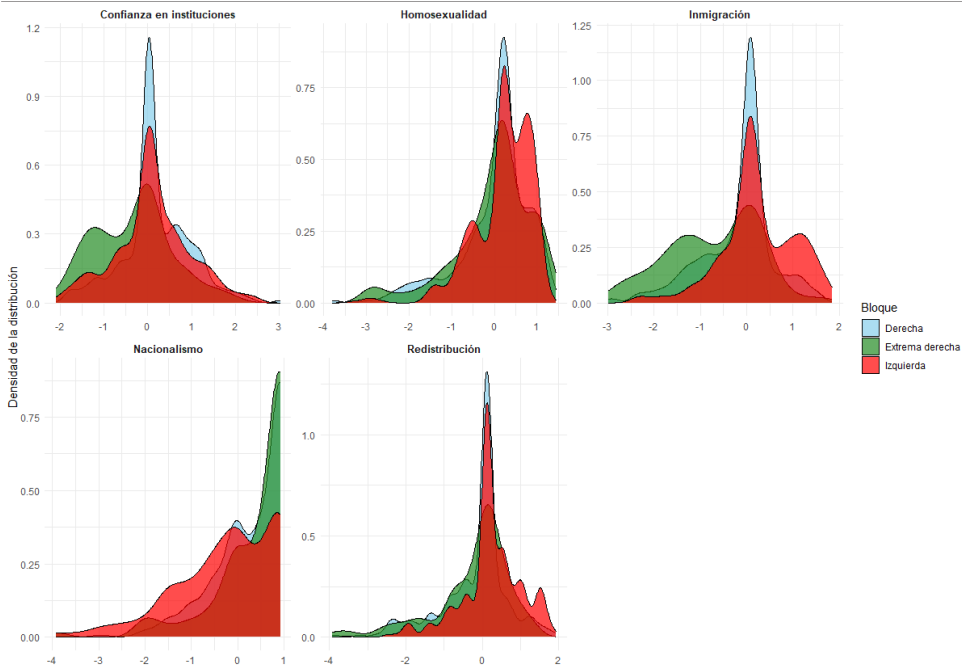 Confianza en instituciones
Homosexualidad
Inmigración
1.2
0.9
0.6
0.3
0.0
-2 -1 0 1 2 3
0.75
0.50
0.25
0.00
-4 -3 -2 -1 0 1
1.25
1.00
0.75
0.50
0.25
0.00
-3 -2 -1 0 1 2
Densidad de la distribución
Nacionalismo
Redistribución
0.75
0.50
0.25
0.00
-4 -3 -2 -1 0 1
1.0
0.5
0.0
-4 -2 0 2
Bloque
Derecha
Extrema derecha
Izquierda